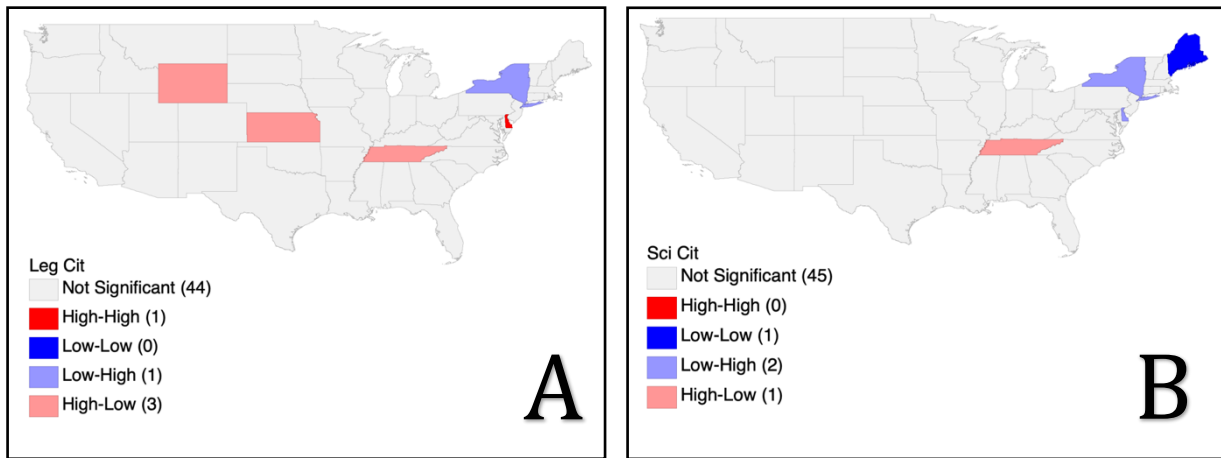 Leg Cit
Not Significant (44)
High-High (1)
Low-Low (0)
Low-High (1)
High-Low (3)
A
Sci Cit
Not Significant (45)
High-High (0)
Low-Low (1)
Low-High (2)
High-Low (1)
B